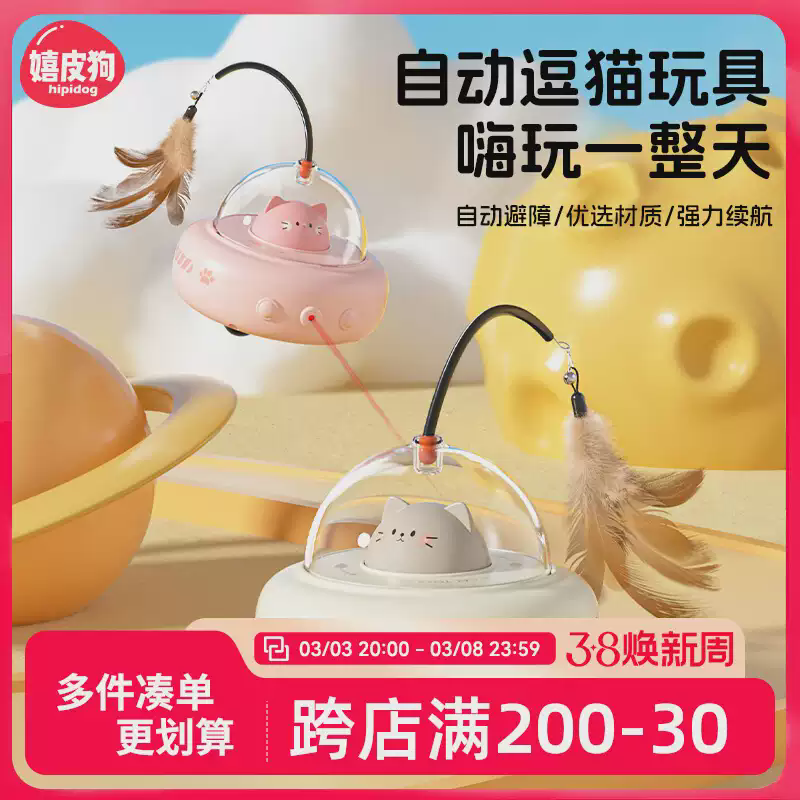 嬉皮狗
hipidog
自动逗猫玩具
嗨玩一整天
自动避障/优选材质/强力续航
03/03 20:00 - 03/08 23:59
3·8焕新周
多件凑单
更划算
跨店满200-30